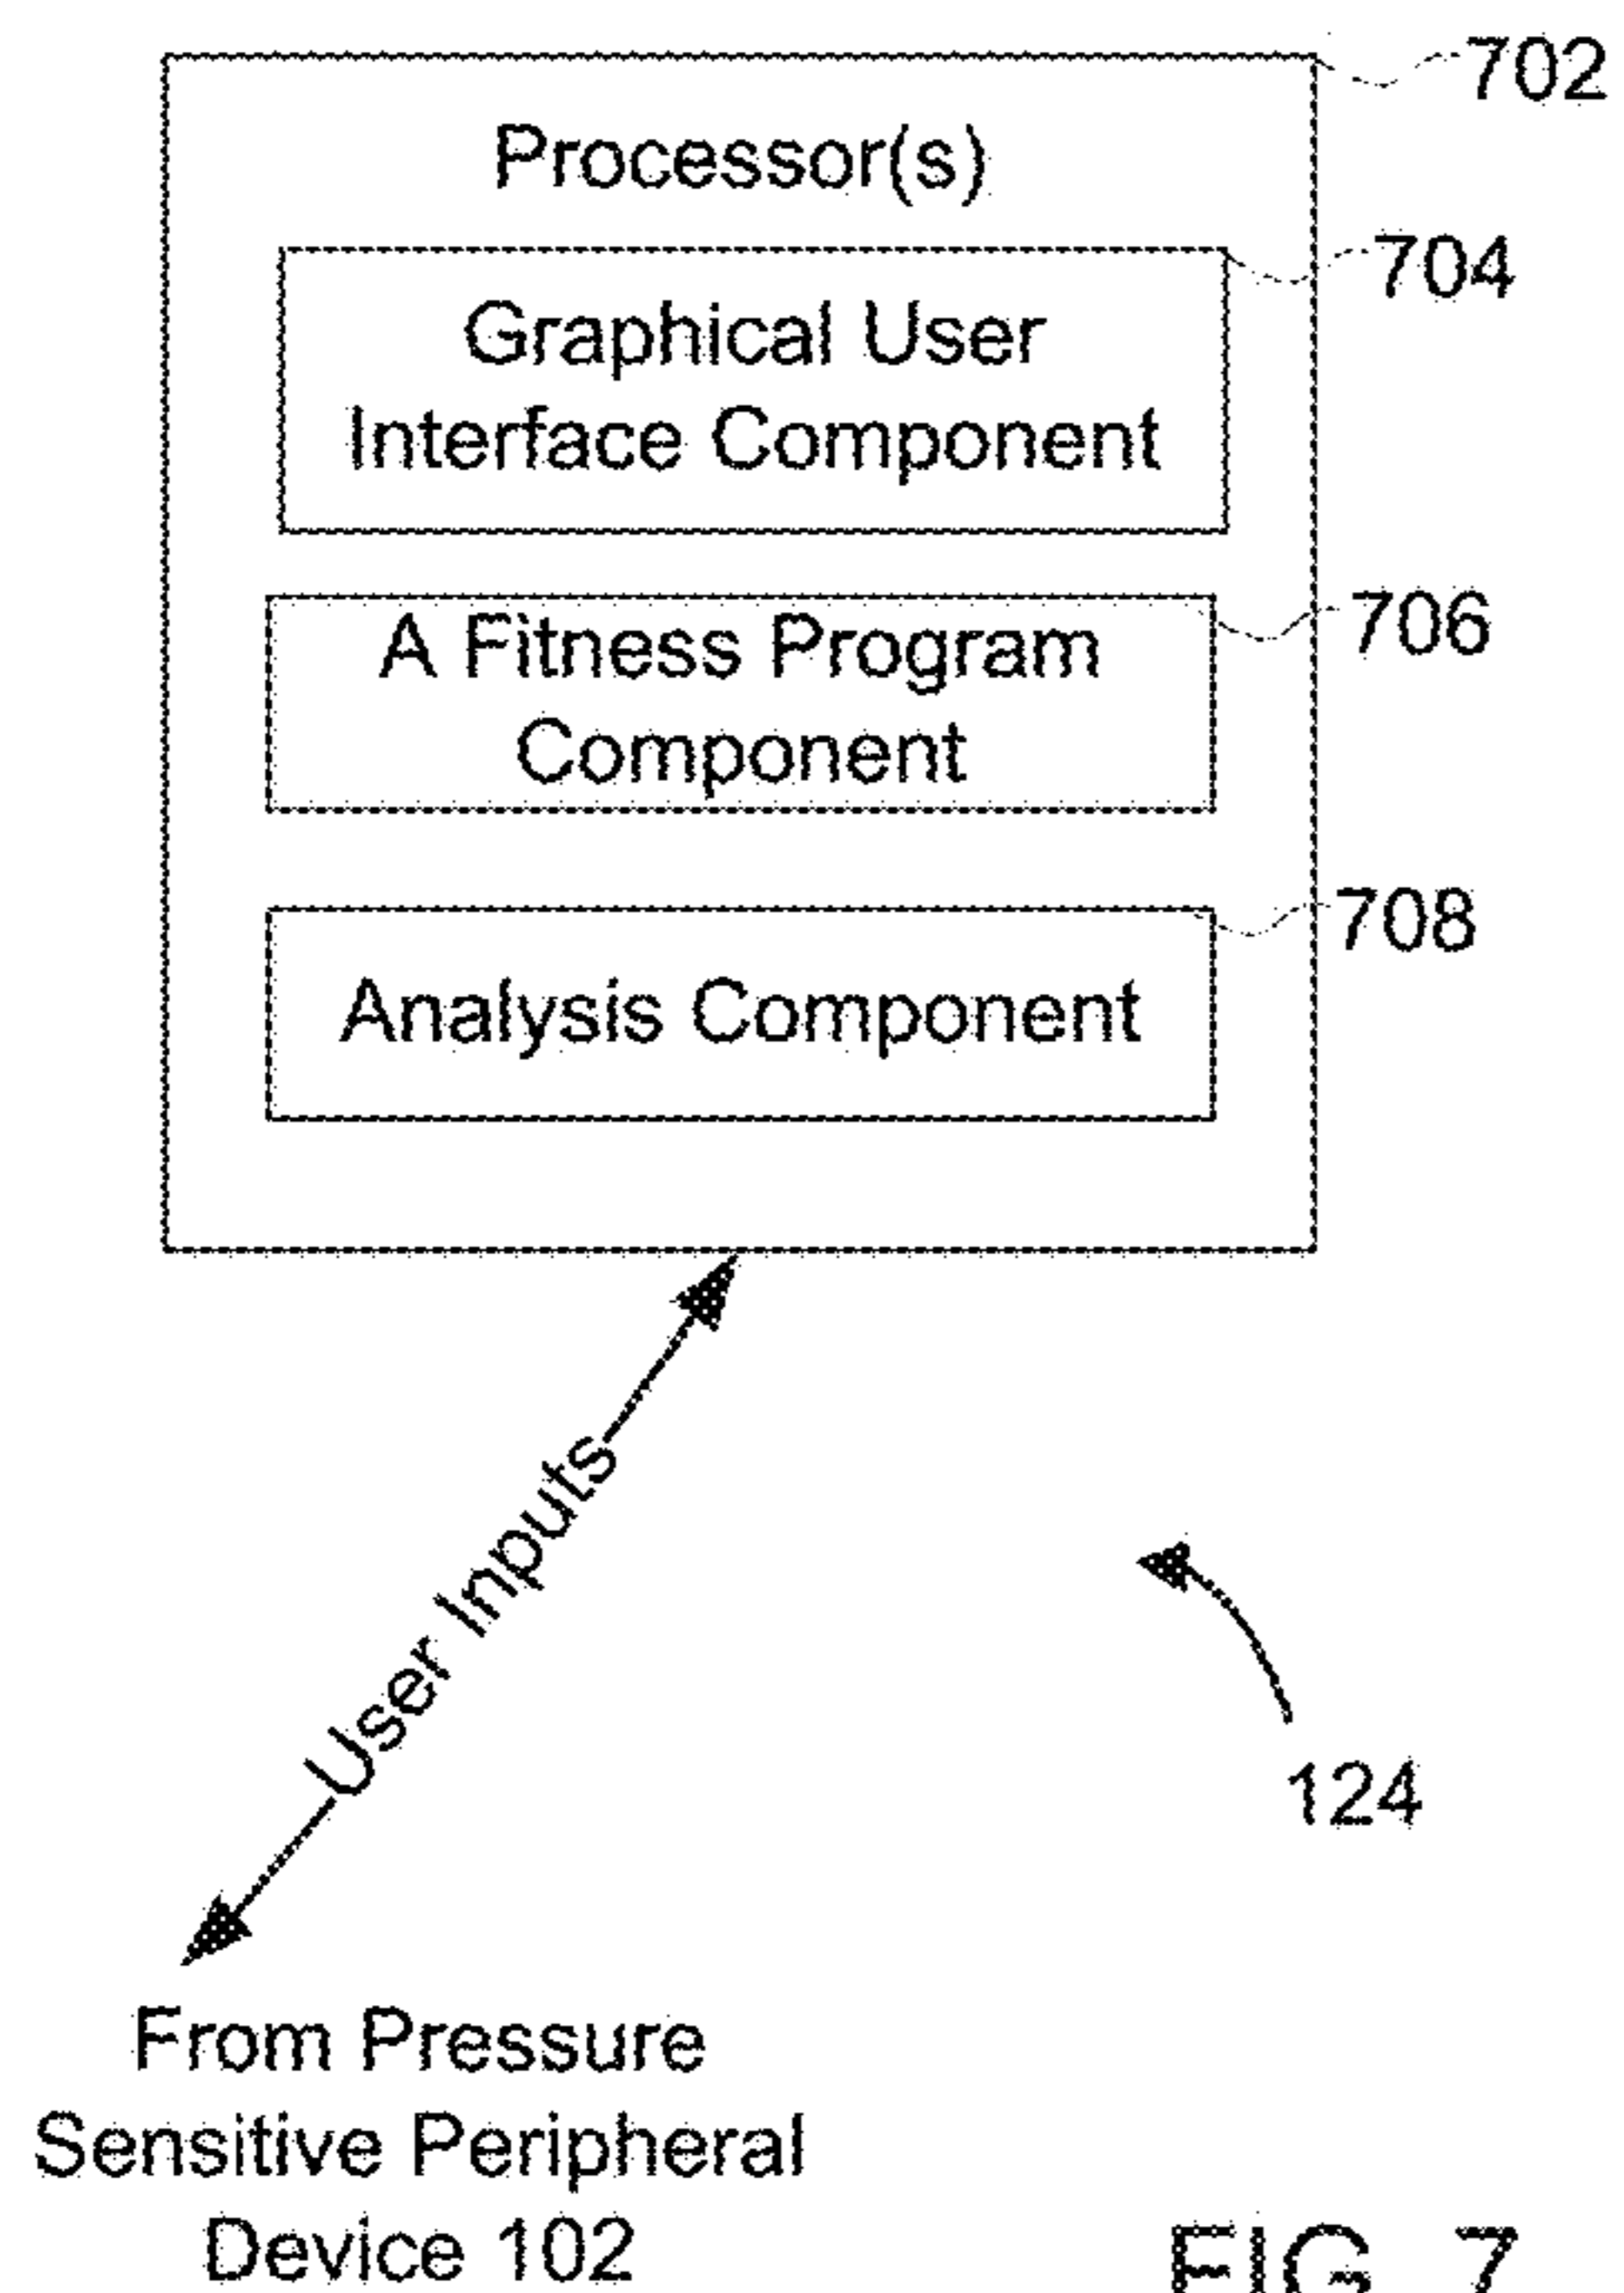 702
Processor(s)
704
Graphical User
Interface Component
706
A Fitness Program
Component
708
Analysis Component
User Inputs
124
From Pressure
Sensitive Peripheral
Device 102
FIG. 7